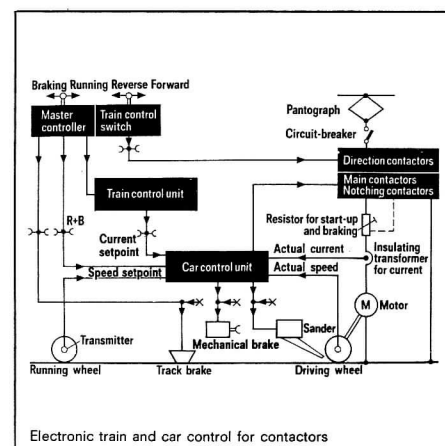 Braking Running Reverse Forward
Master
controller
Train control
switch
Pantograph
Circuit-breaker
Direction contactors
Main contactors
Notching contactors
Train control unit
R+B
Resistor for start-up
and braking
Current
setpoint
Actual current
Insulating
transformer
for current
Car control unit
Speed setpoint
Actual speed
M
Motor
Transmitter
Sander
Mechanical brake
Running wheel
Track brake
Driving wheel
Electronic train and car control for contactors